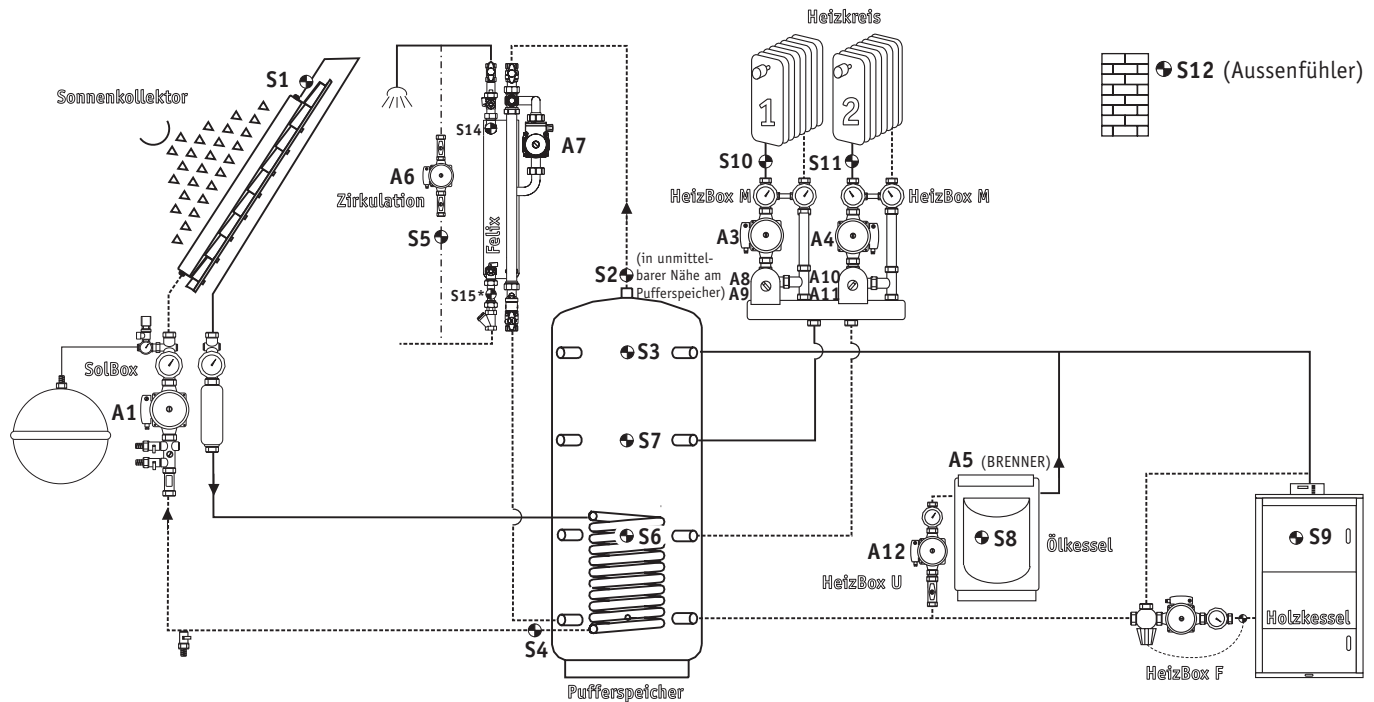 Heizkreis
S1
Sonnenkollektor
S12 (Aussenfühler)
1
2
S14
A7
A6
Zirkulation
S5
Felix
S15*
S10
S11
HeizBox M
HeizBox M
A3
A4
S2
(in unmittel-
barer Nähe am
Pufferspeicher)
A8
A9
A10
A11
SolBox
A1
S3
S7
S6
S4
A5 (BRENNER)
S8
Ölkessel
A12
HeizBox U
S9
Holzkessel
HeizBox F
Pufferspeicher